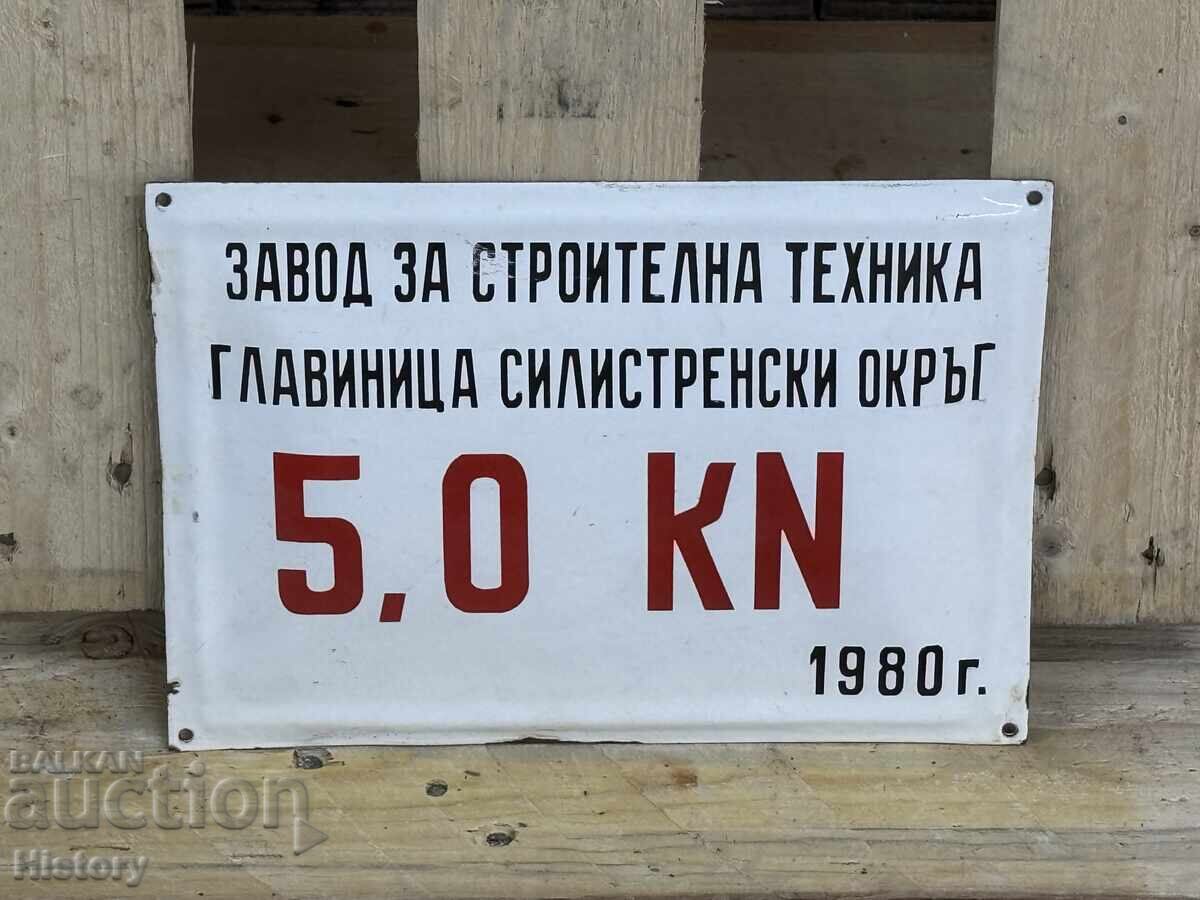 ЗАВОД ЗА СТРОИТЕЛНА ТЕХНИКА
ГЛАВИНИЦА СИЛИСТРЕНСКИ ОКРЪГ
5,0 KN
1980 г.
BALKAN
auction
History